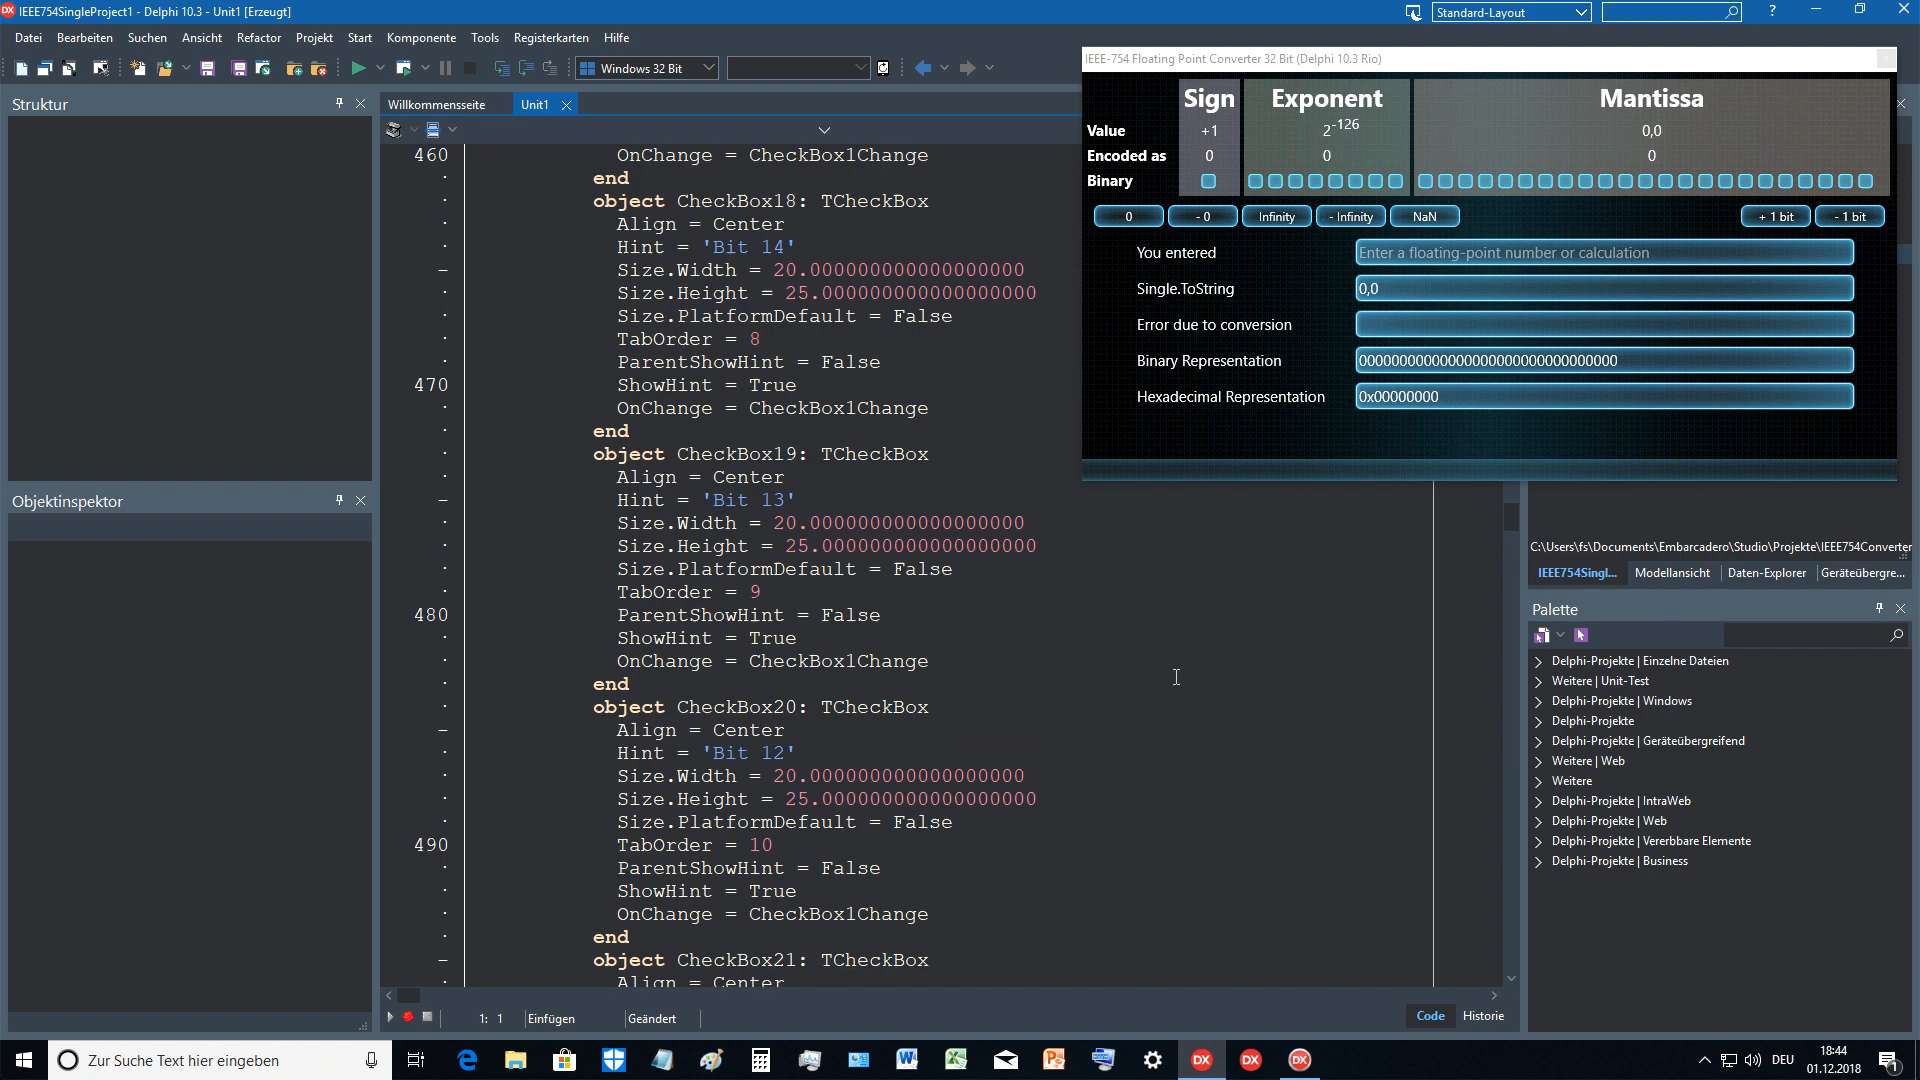 IEEE754SingleProject1 - Delphi 10.3 - Unit1 [Erzeugt]
Standard-Layout
Datei Bearbeiten Suchen Ansicht Refactor Projekt Start Komponente Tools Registerkarten Hilfe
Windows 32 Bit
Struktur
Objektinspektor
Willkommensseite Unit1
460 OnChange = CheckBox1Change
end
object CheckBox18: TCheckBox
Align = Center
Hint = 'Bit 14'
Size.Width = 20.000000000000000000
Size.Height = 25.000000000000000000
Size.PlatformDefault = False
TabOrder = 8
ParentShowHint = False
470 ShowHint = True
OnChange = CheckBox1Change
end
object CheckBox19: TCheckBox
Align = Center
Hint = 'Bit 13'
Size.Width = 20.000000000000000000
Size.Height = 25.000000000000000000
Size.PlatformDefault = False
TabOrder = 9
480 ParentShowHint = False
ShowHint = True
OnChange = CheckBox1Change
end
object CheckBox20: TCheckBox
Align = Center
Hint = 'Bit 12'
Size.Width = 20.000000000000000000
Size.Height = 25.000000000000000000
Size.PlatformDefault = False
490 TabOrder = 10
ParentShowHint = False
ShowHint = True
OnChange = CheckBox1Change
end
object CheckBox21: TCheckBox
Align = Center
1: 1 Einfügen Geändert
Code Historie
IEEE-754 Floating Point Converter 32 Bit (Delphi 10.3 Rio)
Sign Exponent Mantissa
Value +1 2-126 0,0
Encoded as 0 0 0
Binary
0 - 0 Infinity - Infinity NaN + 1 bit - 1 bit
You entered Enter a floating-point number or calculation
Single.ToString 0,0
Error due to conversion
Binary Representation 00000000000000000000000000000000
Hexadecimal Representation 0x00000000
C:\Users\fs\Documents\Embarcadero\Studio\Projekte\IEEE754Converter
IEEE754Singl... Modellansicht Daten-Explorer Geräteübergre...
Palette
Delphi-Projekte | Einzelne Dateien
Weitere | Unit-Test
Delphi-Projekte | Windows
Delphi-Projekte
Delphi-Projekte | Geräteübergreifend
Weitere | Web
Weitere
Delphi-Projekte | IntraWeb
Delphi-Projekte | Web
Delphi-Projekte | Vererbbare Elemente
Delphi-Projekte | Business
Zur Suche Text hier eingeben
DEU
18:44
01.12.2018